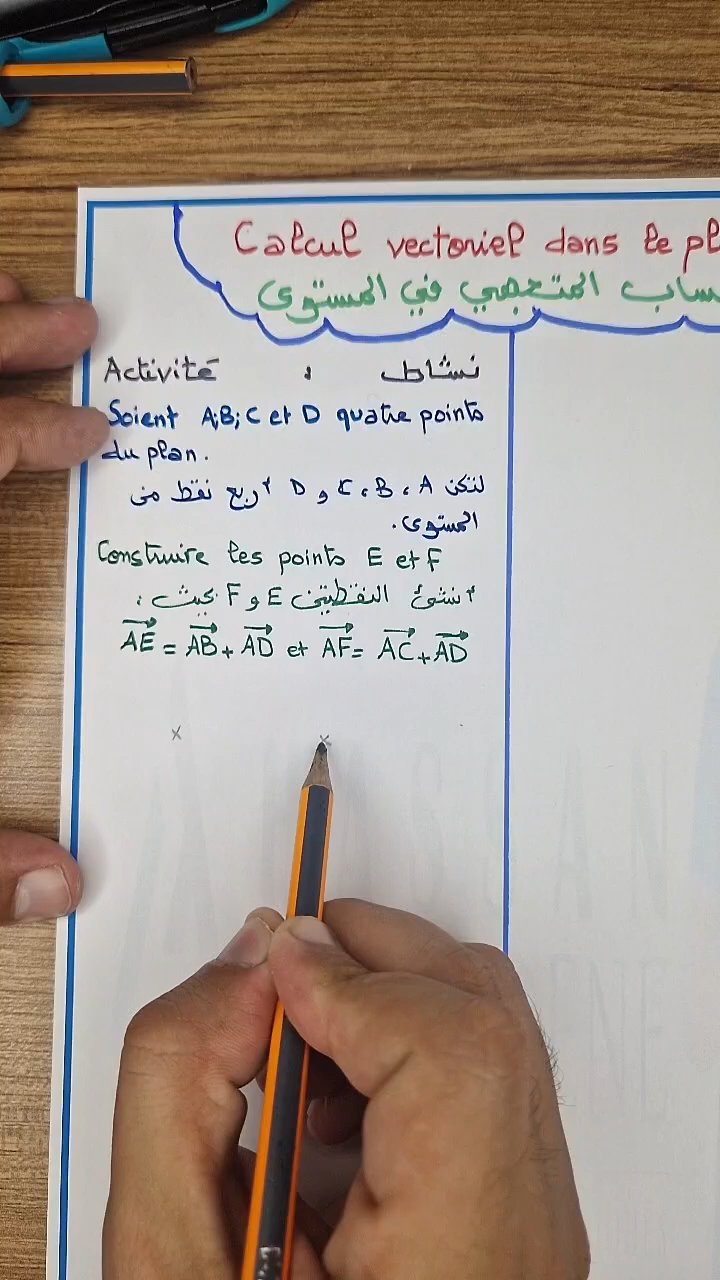 Calcul vectoriel dans le pl
ساب المتجهي في المستوى
Activité : نشاط
Soient A; B; C et D quatre points
du plan.
لتكن A ، B ، C و D أربع نقط من
المستوى.
Construire les points E et F
أنشئ النقطتين E و F بحيث :
AE = AB + AD et AF = AC + AD